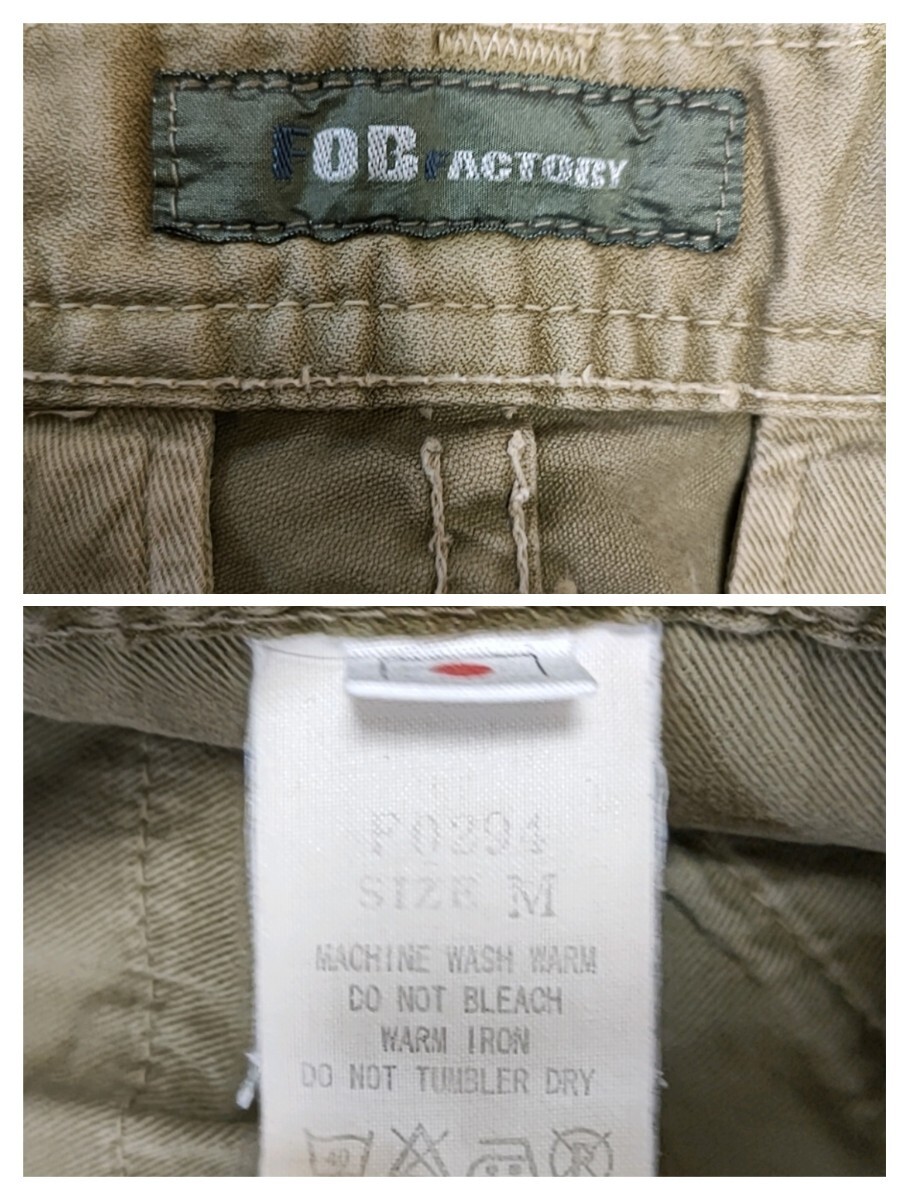 FOB FACTORY
F0294
SIZE M
MACHINE WASH WARM
DO NOT BLEACH
WARM IRON
DO NOT TUMBLER DRY
40